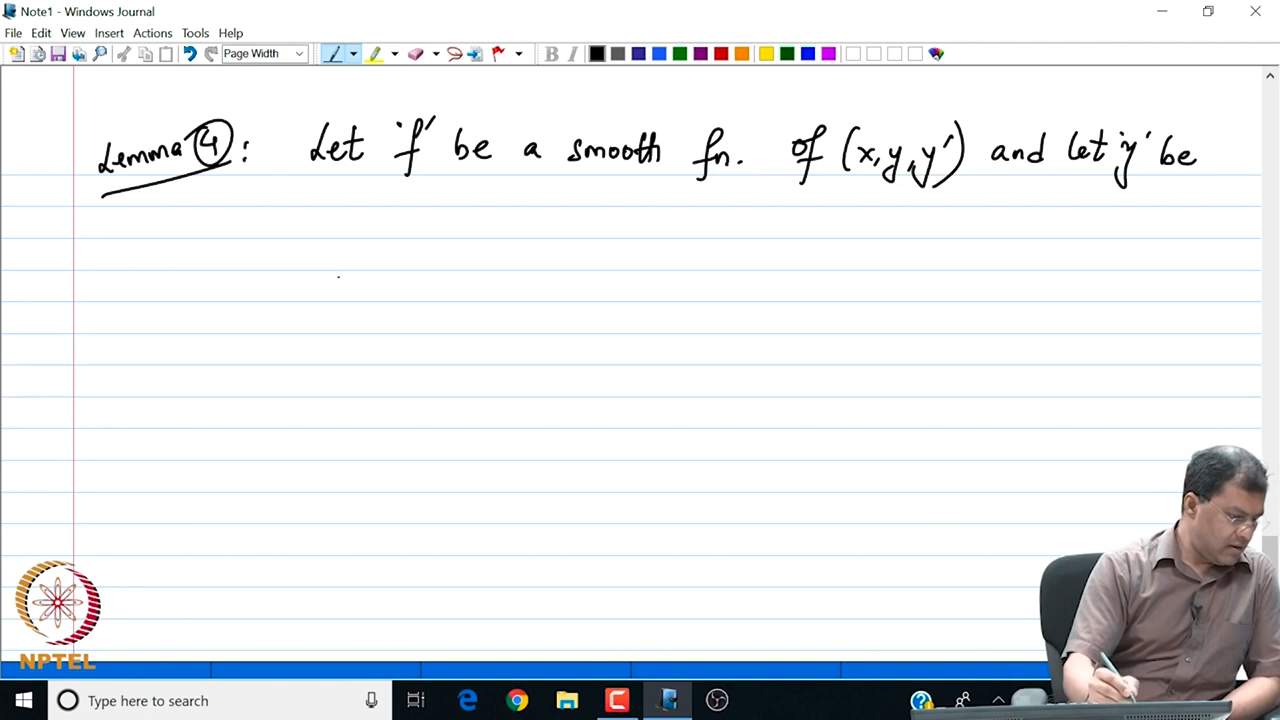 Note1 - Windows Journal
File Edit View Insert Actions Tools Help
Page Width
Lemma 4: Let 'f' be a smooth fn. of (x, y, y') and let 'y' be
NPTEL
Type here to search